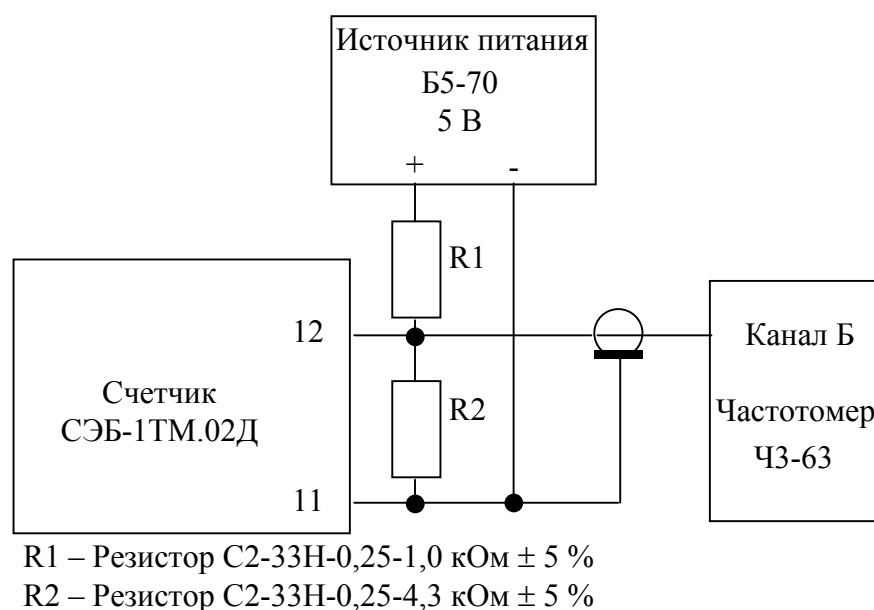 Источник питания
Б5-70
5 В
+ -
R1
12
Канал Б
Счетчик
СЭБ-1ТМ.02Д
R2
Частотомер
Ч3-63
11
R1 – Резистор С2-33Н-0,25-1,0 кОм ± 5 %
R2 – Резистор С2-33Н-0,25-4,3 кОм ± 5 %